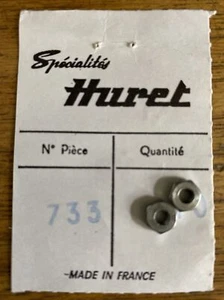 Spécialités
Huret
N° Pièce Quantité
733
-MADE IN FRANCE